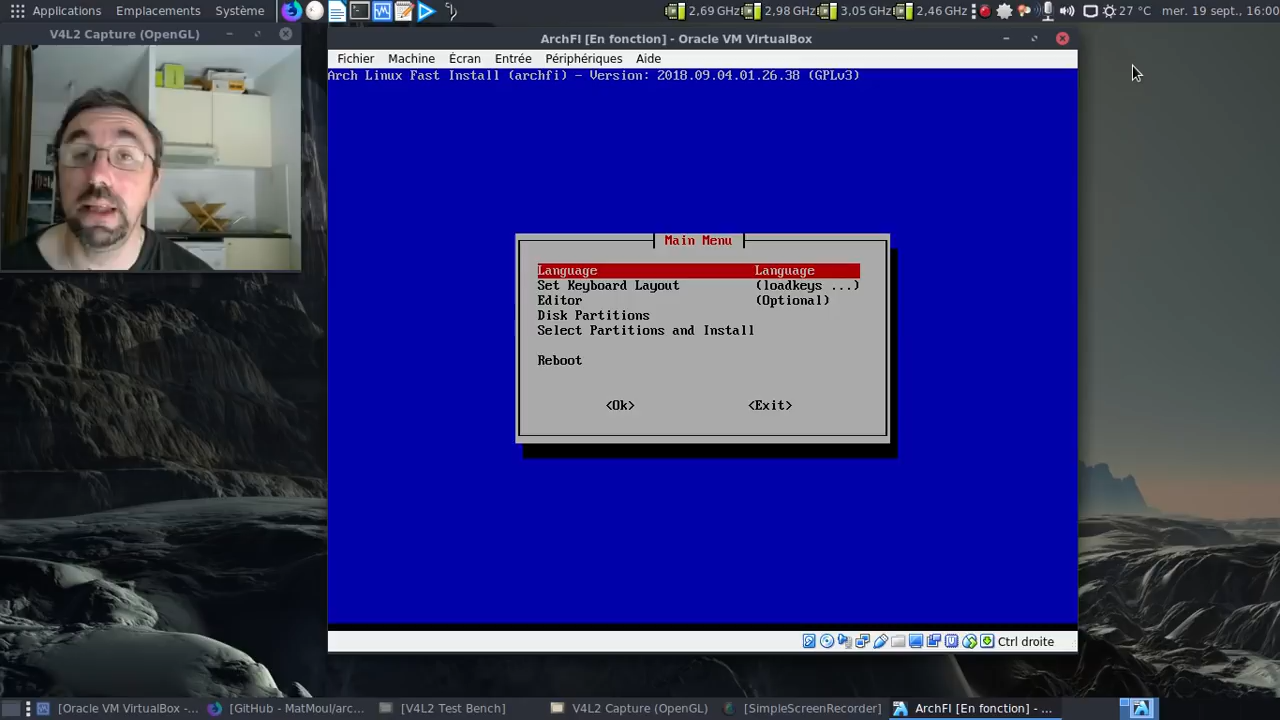 Applications Emplacements Système 2,69 GHz 2,98 GHz 3,05 GHz 2,46 GHz 27 °C mer. 19 sept., 16:00
V4L2 Capture (OpenGL)
ArchFI [En fonction] - Oracle VM VirtualBox
Fichier Machine Écran Entrée Périphériques Aide
Arch Linux Fast Install (archfi) - Version: 2018.09.04.01.26.38 (GPLv3)
Main Menu
Language Language
Set Keyboard Layout (loadkeys ...)
Editor (Optional)
Disk Partitions
Select Partitions and Install
Reboot
<Ok> <Exit>
Ctrl droite
[Oracle VM VirtualBox -... [GitHub - MatMoul/arc... [V4L2 Test Bench] V4L2 Capture (OpenGL) [SimpleScreenRecorder] ArchFI [En fonction] - ...